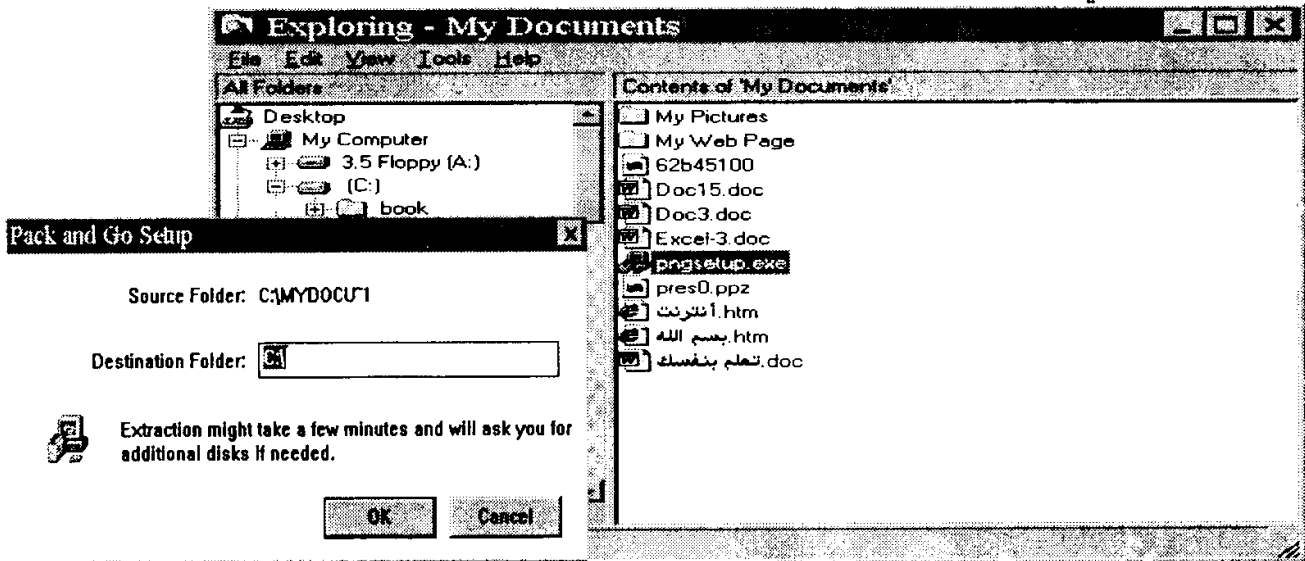 Exploring - My Documents
File Edit View Tools Help
All Folders
Contents of 'My Documents'
Desktop
My Computer
3.5 Floppy (A:)
(C:)
book
My Pictures
My Web Page
62b45100
Doc15.doc
Doc3.doc
Excel-3.doc
pngsetup.exe
pres0.ppz
أنترنت.htm
بسم الله.htm
تعلم بنفسك.doc
Pack and Go Setup
Source Folder: C:\MYDOCU~1
Destination Folder: C:\
Extraction might take a few minutes and will ask you for
additional disks if needed.
OK Cancel